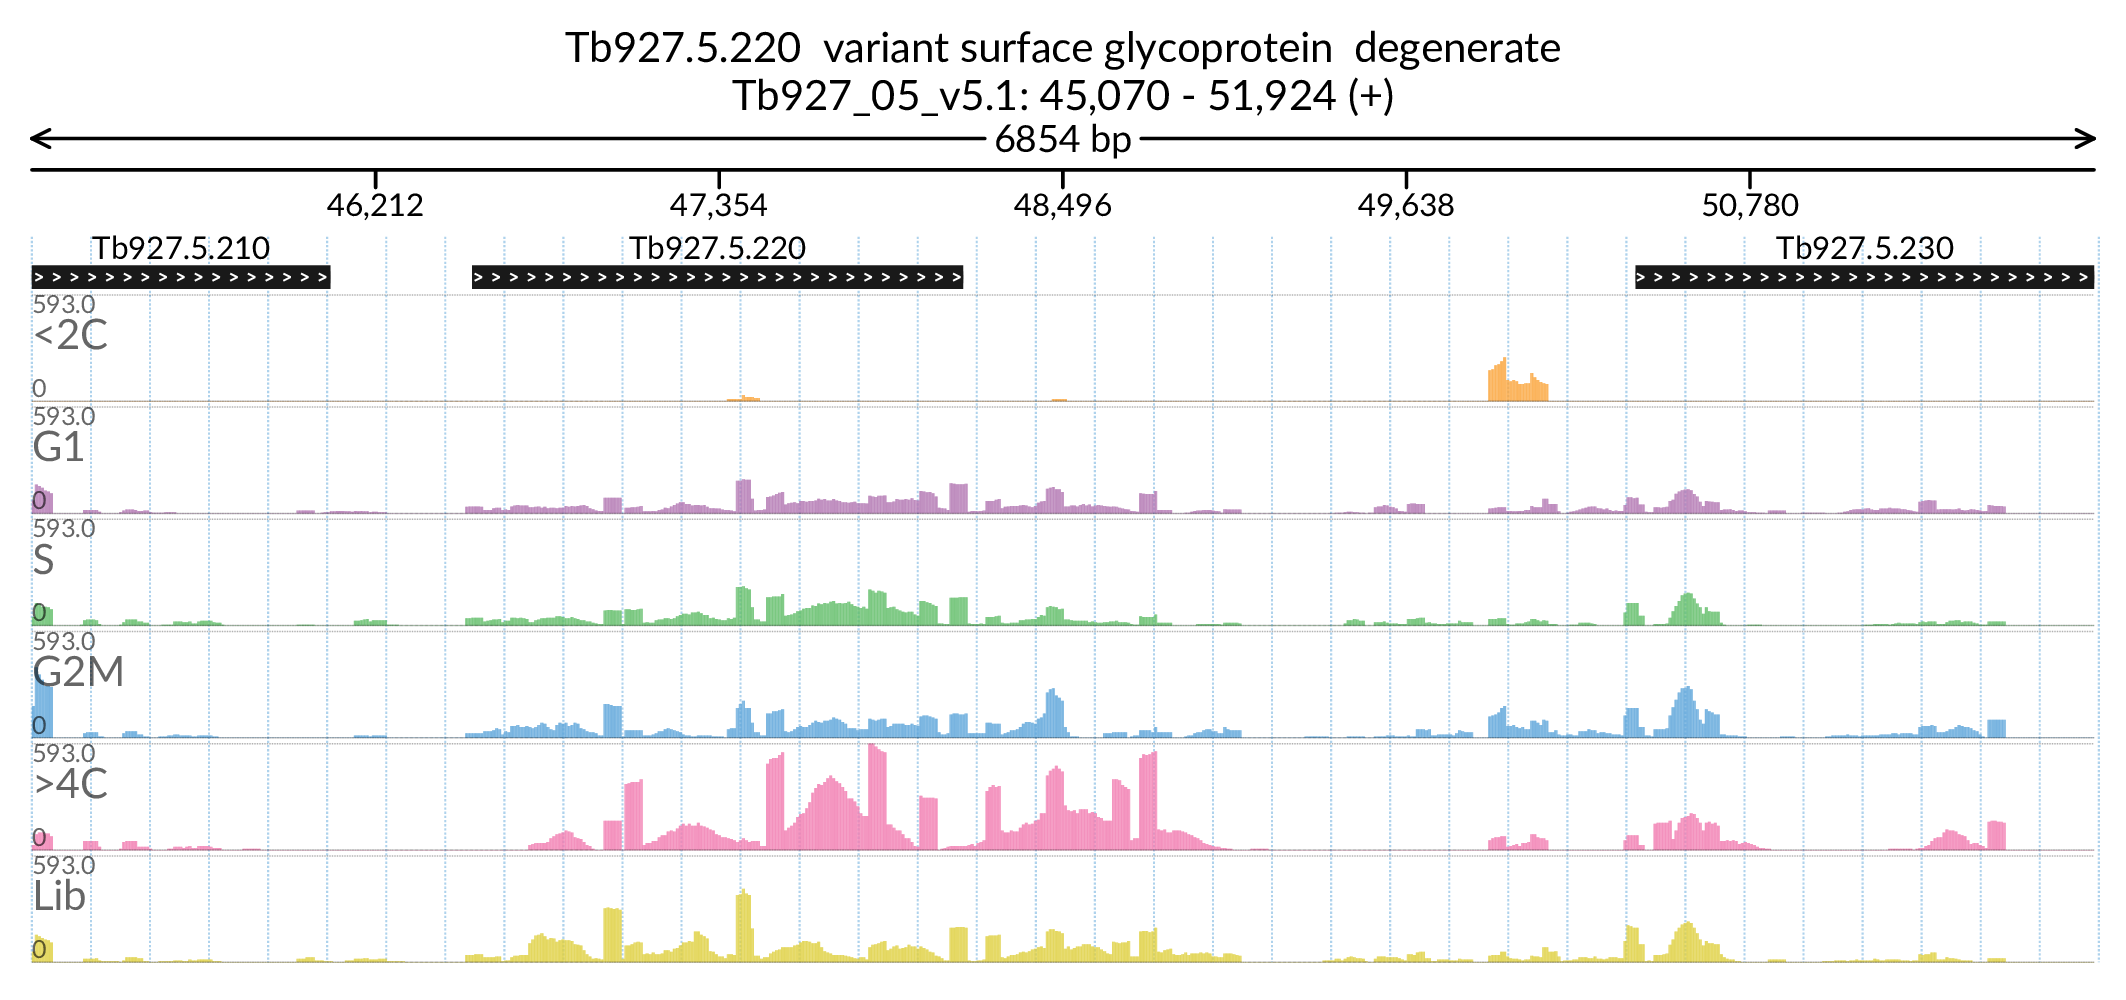 Tb927.5.220  variant surface glycoprotein  degenerate
Tb927_05_v5.1: 45,070 - 51,924 (+)
6854 bp
46,212 47,354 48,496 49,638 50,780
Tb927.5.210 Tb927.5.220 Tb927.5.230
593.0
<2C
0
593.0
G1
0
593.0
S
0
593.0
G2M
0
593.0
>4C
0
593.0
Lib
0